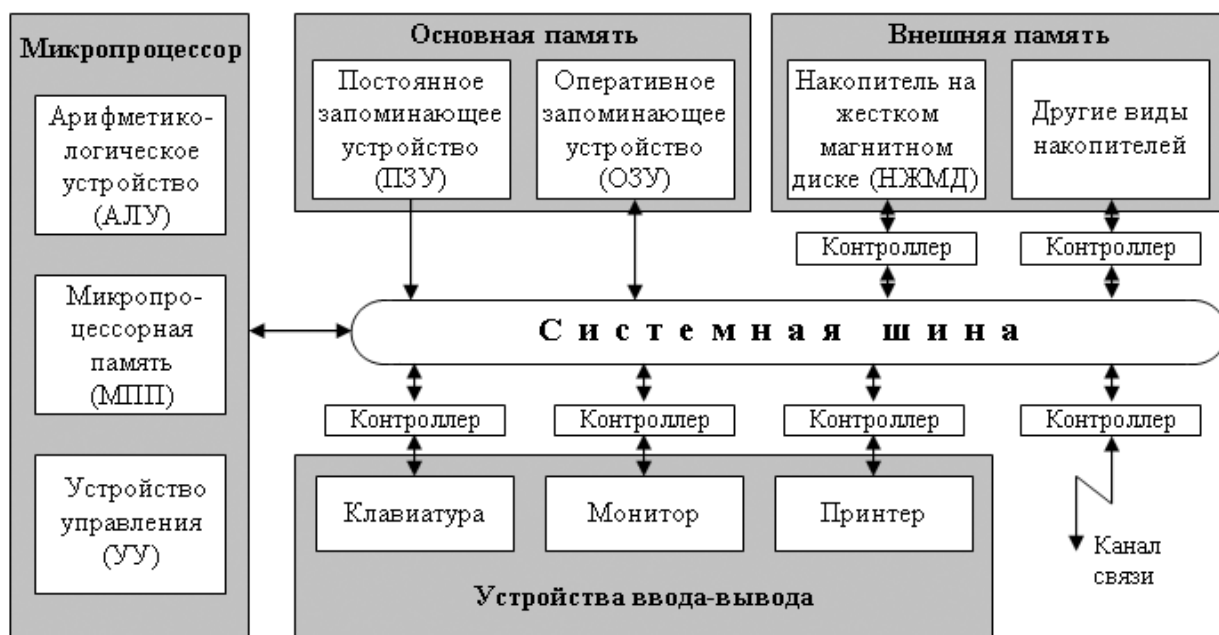 Микропроцессор
Арифметико-
логическое
устройство
(АЛУ)
Микропро-
цессорная
память
(МПП)
Устройство
управления
(УУ)
Основная память
Постоянное
запоминающее
устройство
(ПЗУ)
Оперативное
запоминающее
устройство
(ОЗУ)
Внешняя память
Накопитель на
жестком
магнитном
диске (НЖМД)
Другие виды
накопителей
Контроллер
Контроллер
Системная шина
Контроллер
Контроллер
Контроллер
Контроллер
Клавиатура
Монитор
Принтер
Устройства ввода-вывода
Канал
связи